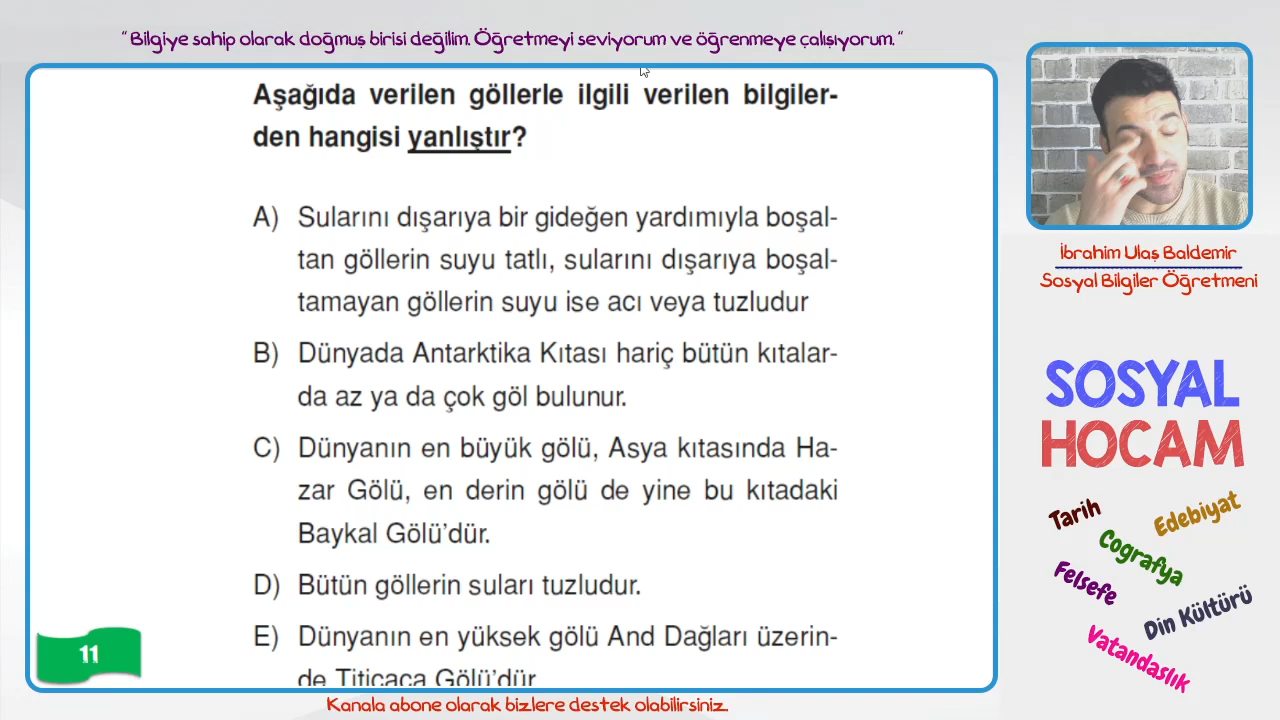 “ Bilgiye sahip olarak doğmuş birisi değilim. Öğretmeyi seviyorum ve öğrenmeye çalışıyorum. ”
Aşağıda verilen göllerle ilgili verilen bilgiler-
den hangisi yanlıştır?
A) Sularını dışarıya bir gideğen yardımıyla boşal-
tan göllerin suyu tatlı, sularını dışarıya boşal-
tamayan göllerin suyu ise acı veya tuzludur
B) Dünyada Antarktika Kıtası hariç bütün kıtalar-
da az ya da çok göl bulunur.
C) Dünyanın en büyük gölü, Asya kıtasında Ha-
zar Gölü, en derin gölü de yine bu kıtadaki
Baykal Gölü’dür.
D) Bütün göllerin suları tuzludur.
E) Dünyanın en yüksek gölü And Dağları üzerin-
de Titicaca Gölü’dür
11
Kanala abone olarak bizlere destek olabilirsiniz.
İbrahim Ulaş Baldemir
Sosyal Bilgiler Öğretmeni
SOSYAL
HOCAM
Tarih
Edebiyat
Coğrafya
Felsefe
Din Kültürü
Vatandaslık